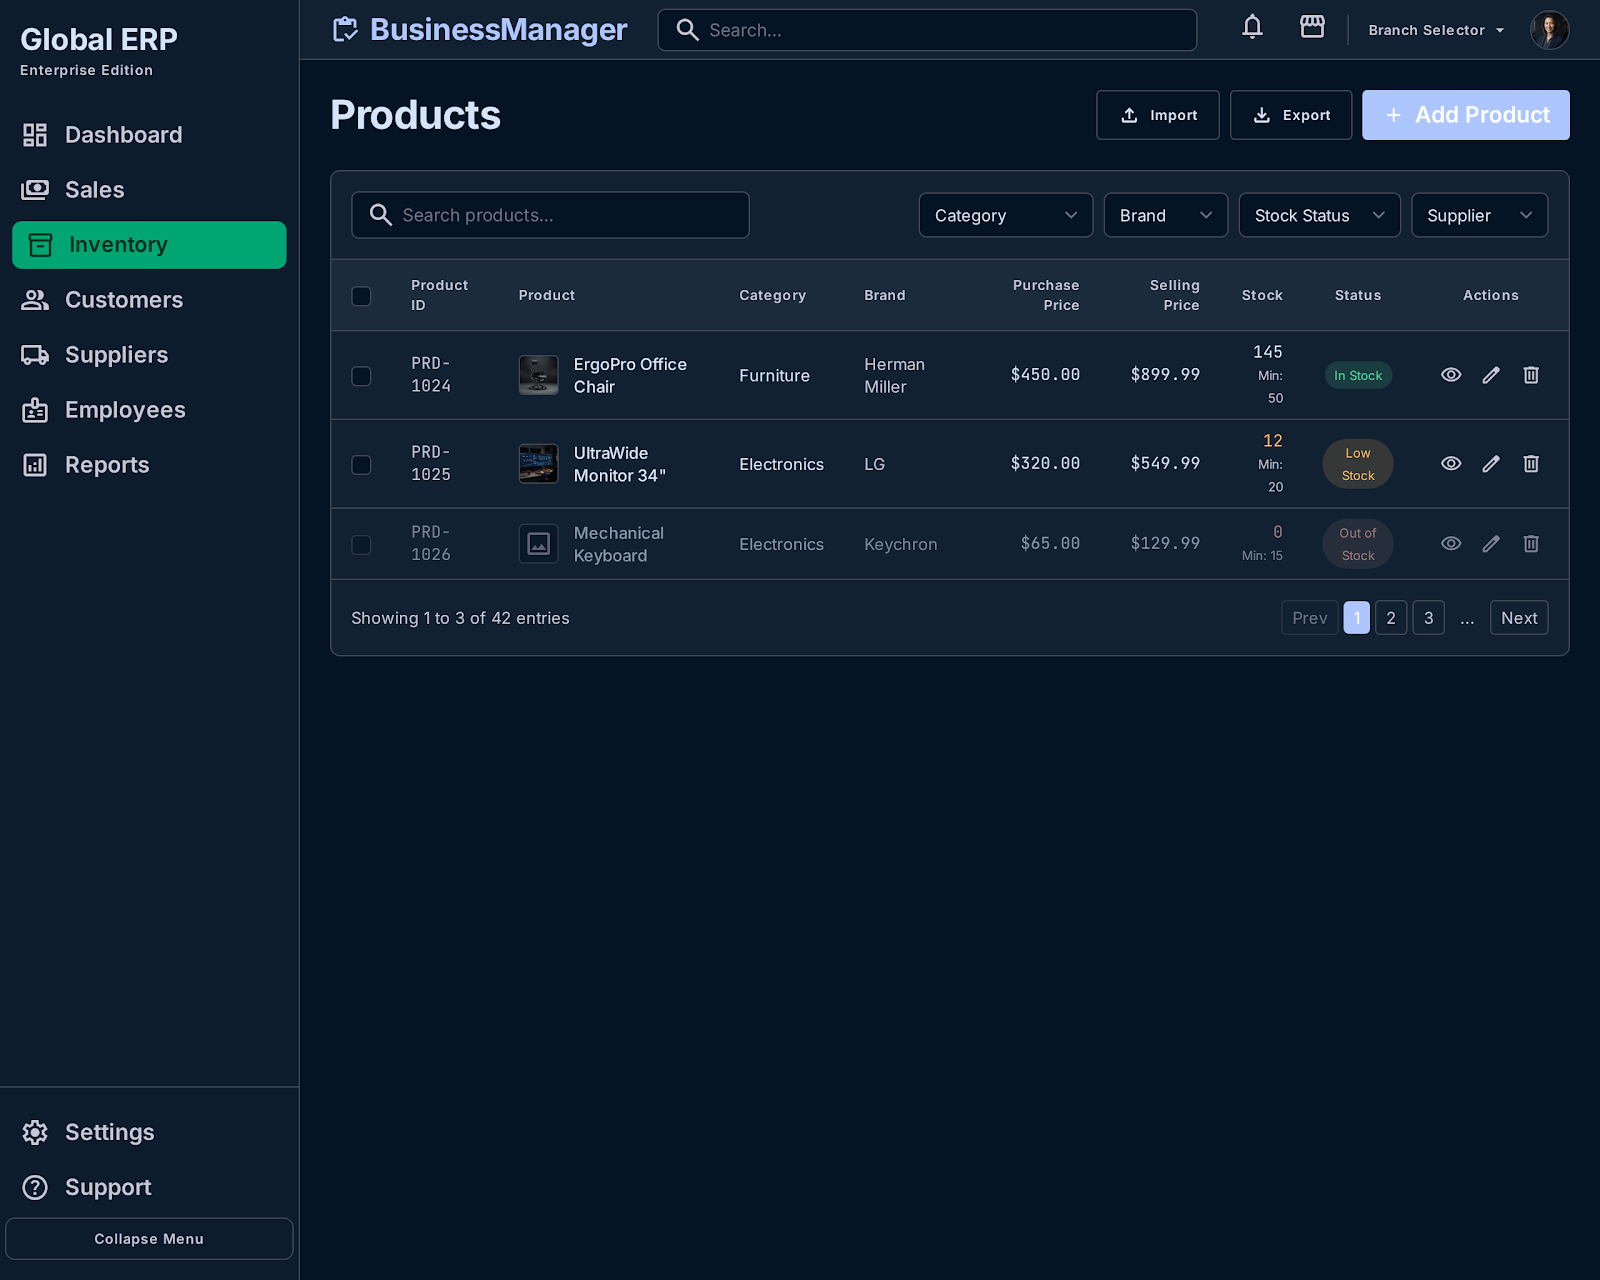 Global ERP
Enterprise Edition
Dashboard
Sales
Inventory
Customers
Suppliers
Employees
Reports
Settings
Support
Collapse Menu
BusinessManager
Search...
Branch Selector
Products
Import
Export
Add Product
Search products...
Category
Brand
Stock Status
Supplier
Product ID
Product
Category
Brand
Purchase Price
Selling Price
Stock
Status
Actions
PRD-
1024
ErgoPro Office
Chair
Furniture
Herman
Miller
$450.00
$899.99
145
Min:
50
In Stock
PRD-
1025
UltraWide
Monitor 34"
Electronics
LG
$320.00
$549.99
12
Min:
20
Low
Stock
PRD-
1026
Mechanical
Keyboard
Electronics
Keychron
$65.00
$129.99
0
Min: 15
Out of
Stock
Showing 1 to 3 of 42 entries
Prev
1
2
3
...
Next